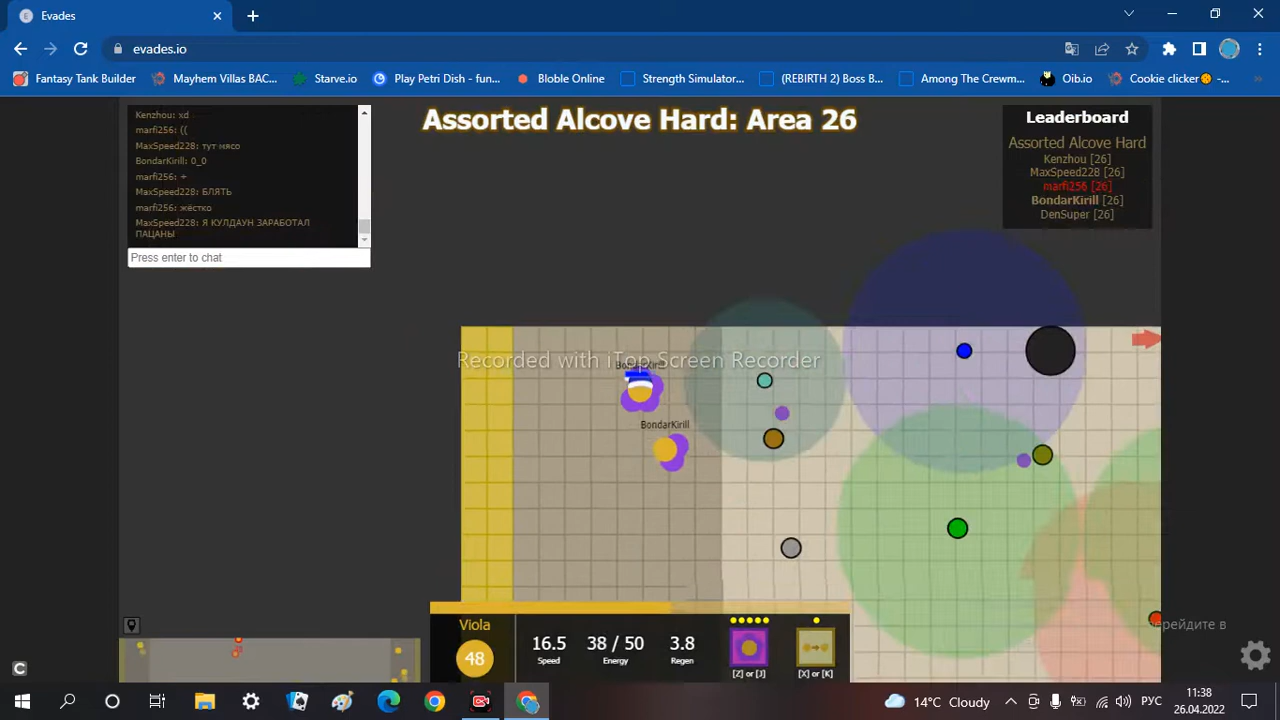 Evades
evades.io
Fantasy Tank Builder
Mayhem Villas BAC...
Starve.io
Play Petri Dish - fun...
Bloble Online
Strength Simulator...
(REBIRTH 2) Boss B...
Among The Crewm...
Oib.io
Cookie clicker🍪 -...
Kenzhou: xd
marfi256: ((
MaxSpeed228: тут мясо
BondarKirill: 0_0
marfi256: +
MaxSpeed228: БЛЯТЬ
marfi256: жёстко
MaxSpeed228: Я КУЛДАУН ЗАРАБОТАЛ
ПАЦАНЫ
Press enter to chat
Assorted Alcove Hard: Area 26
Leaderboard
Assorted Alcove Hard
Kenzhou [26]
MaxSpeed228 [26]
marfi256 [26]
BondarKirill [26]
DenSuper [26]
Recorded with iTop Screen Recorder
BondarKirill
Viola
48
16.5
Speed
38 / 50
Energy
3.8
Regen
[Z] or [J]
[X] or [K]
C
14°C Cloudy
РУС
11:38
26.04.2022